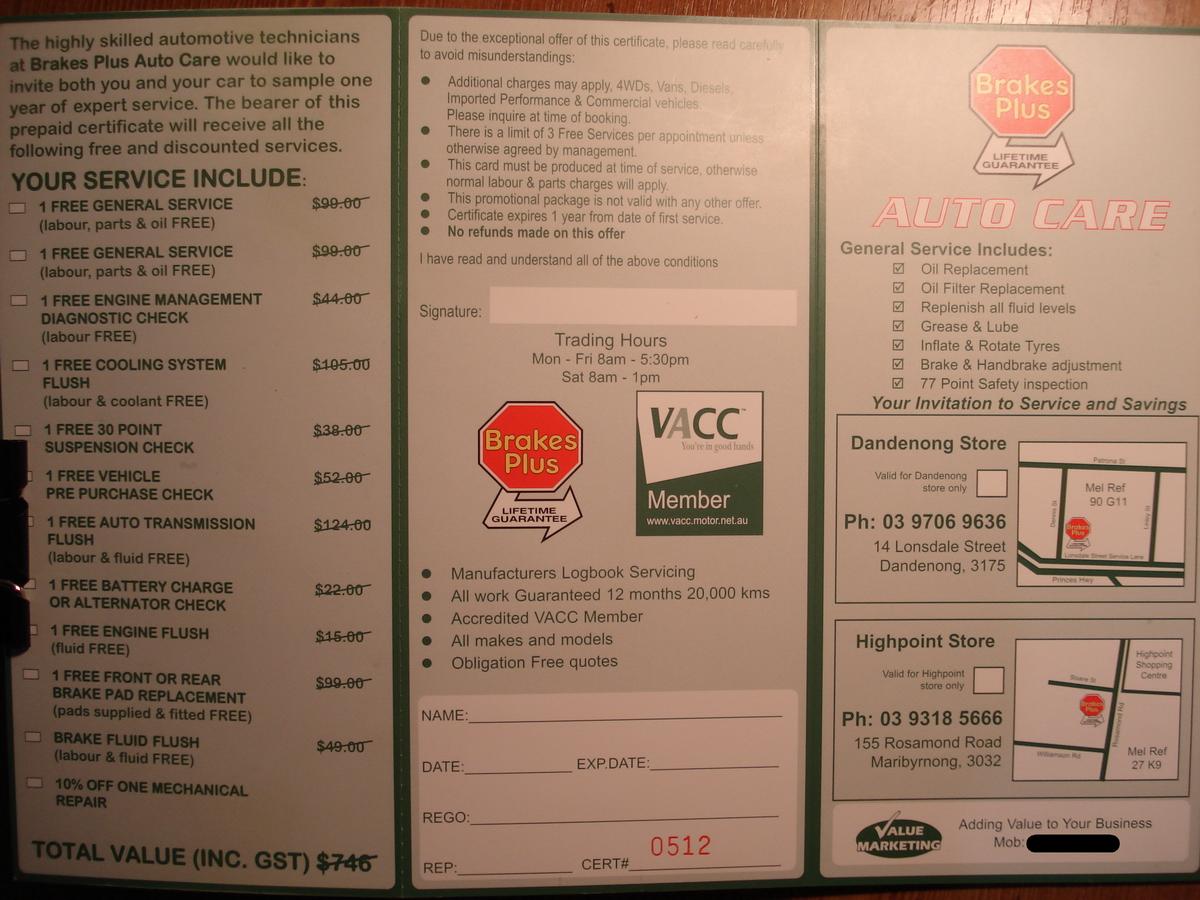 The highly skilled automotive technicians
at Brakes Plus Auto Care would like to
invite both you and your car to sample one
year of expert service. The bearer of this
prepaid certificate will receive all the
following free and discounted services.
YOUR SERVICE INCLUDE:
1 FREE GENERAL SERVICE $99.00
(labour, parts & oil FREE)
1 FREE GENERAL SERVICE $99.00
(labour, parts & oil FREE)
1 FREE ENGINE MANAGEMENT $44.00
DIAGNOSTIC CHECK
(labour FREE)
1 FREE COOLING SYSTEM $105.00
FLUSH
(labour & coolant FREE)
1 FREE 30 POINT $38.00
SUSPENSION CHECK
1 FREE VEHICLE $52.00
PRE PURCHASE CHECK
1 FREE AUTO TRANSMISSION $124.00
FLUSH
(labour & fluid FREE)
1 FREE BATTERY CHARGE $22.00
OR ALTERNATOR CHECK
1 FREE ENGINE FLUSH $15.00
(fluid FREE)
1 FREE FRONT OR REAR $99.00
BRAKE PAD REPLACEMENT
(pads supplied & fitted FREE)
BRAKE FLUID FLUSH $49.00
(labour & fluid FREE)
10% OFF ONE MECHANICAL
REPAIR
TOTAL VALUE (INC. GST) $746
Due to the exceptional offer of this certificate, please read carefully
to avoid misunderstandings:
● Additional charges may apply, 4WDs, Vans, Diesels,
Imported Performance & Commercial vehicles.
Please inquire at time of booking.
● There is a limit of 3 Free Services per appointment unless
otherwise agreed by management.
● This card must be produced at time of service, otherwise
normal labour & parts charges will apply.
● This promotional package is not valid with any other offer.
● Certificate expires 1 year from date of first service.
● No refunds made on this offer
I have read and understand all of the above conditions
Signature:
Trading Hours
Mon - Fri 8am - 5:30pm
Sat 8am - 1pm
Brakes
Plus
LIFETIME
GUARANTEE
VACC™
You're in good hands
Member
www.vacc.motor.net.au
● Manufacturers Logbook Servicing
● All work Guaranteed 12 months 20,000 kms
● Accredited VACC Member
● All makes and models
● Obligation Free quotes
NAME:
DATE: EXP.DATE:
REGO:
REP: CERT# 0512
Brakes
Plus
LIFETIME
GUARANTEE
AUTO CARE
General Service Includes:
☑ Oil Replacement
☑ Oil Filter Replacement
☑ Replenish all fluid levels
☑ Grease & Lube
☑ Inflate & Rotate Tyres
☑ Brake & Handbrake adjustment
☑ 77 Point Safety inspection
Your Invitation to Service and Savings
Dandenong Store
Valid for Dandenong
store only
Ph: 03 9706 9636
14 Lonsdale Street
Dandenong, 3175
Mel Ref
90 G11
Brakes
Plus
Lonsdale Street Service Lane
Princes Hwy
Highpoint Store
Valid for Highpoint
store only
Ph: 03 9318 5666
155 Rosamond Road
Maribyrnong, 3032
Highpoint
Shopping
Centre
Brakes
Plus
Rosamond Rd
Williamson Rd
Mel Ref
27 K9
VALUE
MARKETING
Adding Value to Your Business
Mob: